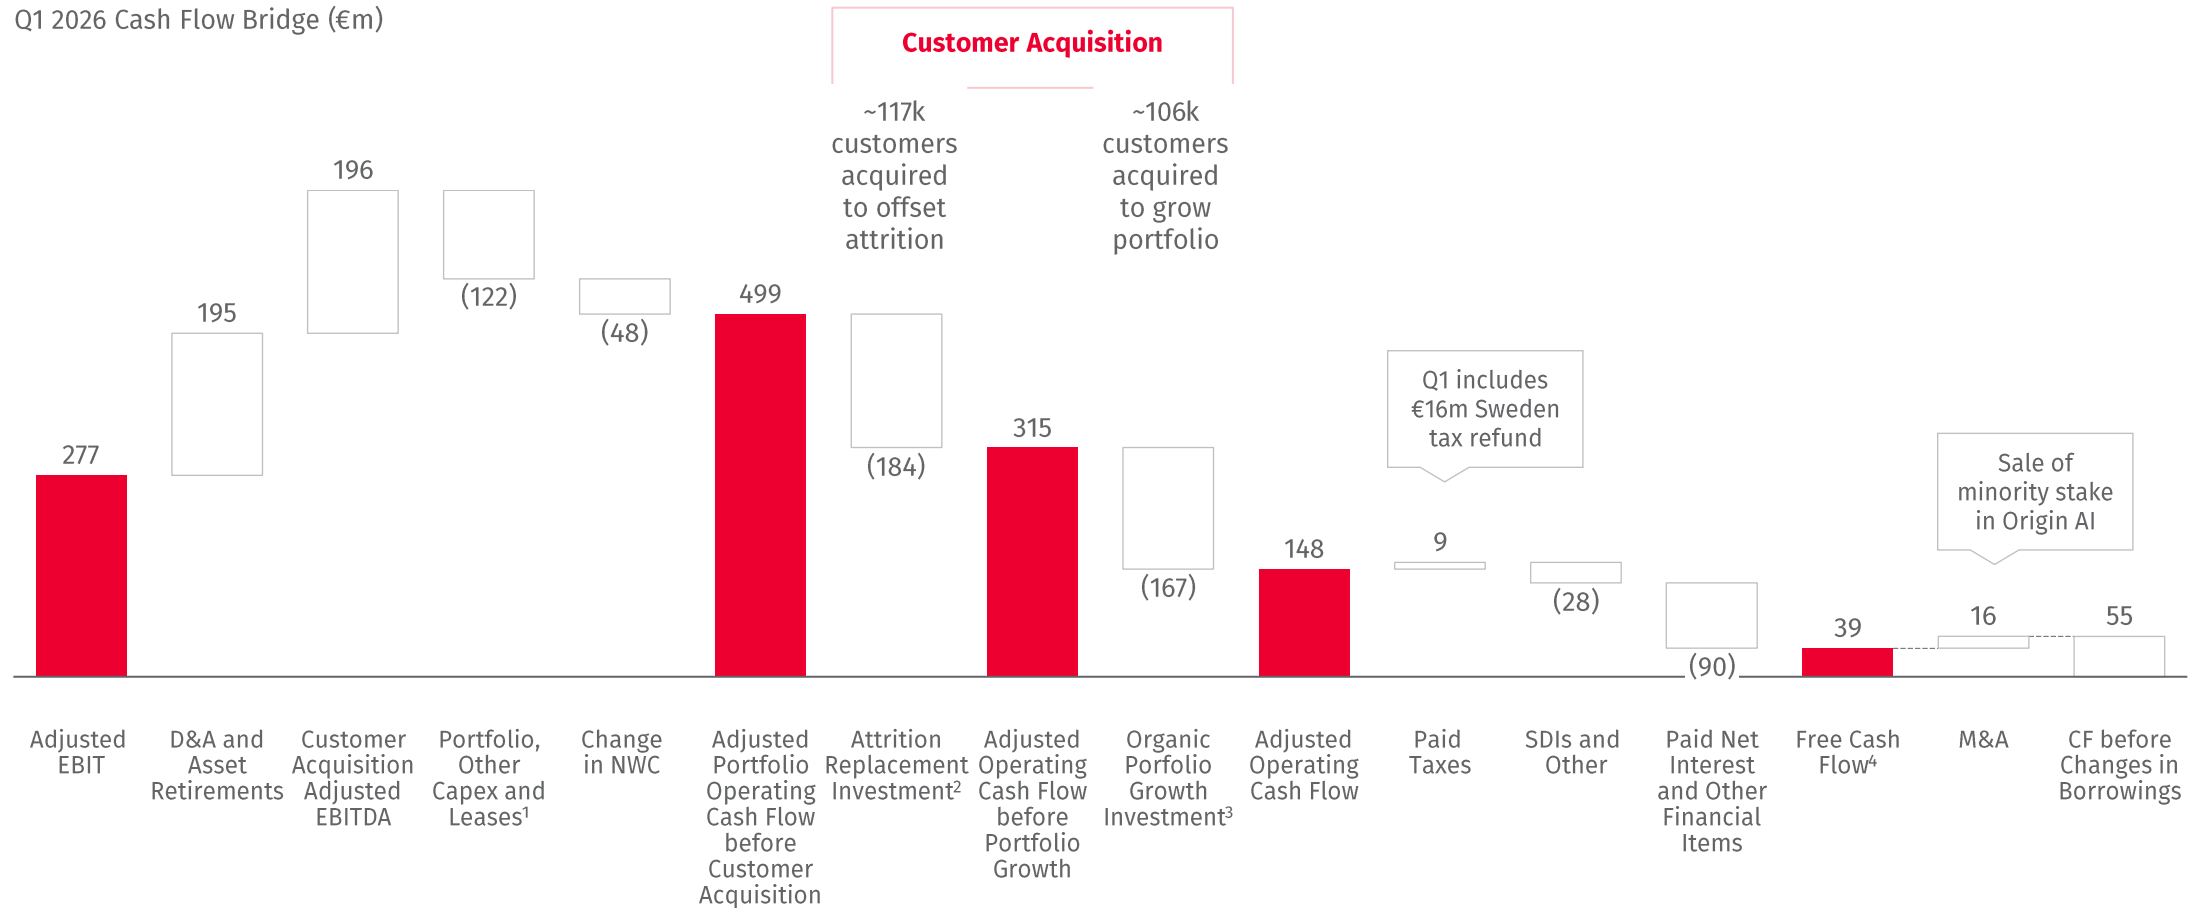 Q1 2026 Cash Flow Bridge (€m)
Customer Acquisition
~117k
customers
acquired
to offset
attrition
~106k
customers
acquired
to grow
portfolio
277
195
196
(122)
(48)
499
(184)
315
(167)
148
Q1 includes
€16m Sweden
tax refund
9
(28)
(90)
39
Sale of
minority stake
in Origin AI
16
55
Adjusted
EBIT
D&A and
Asset
Retirements
Customer
Acquisition
Adjusted
EBITDA
Portfolio,
Other
Capex and
Leases¹
Change
in NWC
Adjusted
Portfolio
Operating
Cash Flow
before
Customer
Acquisition
Attrition
Replacement
Investment²
Adjusted
Operating
Cash Flow
before
Portfolio
Growth
Organic
Porfolio
Growth
Investment³
Adjusted
Operating
Cash Flow
Paid
Taxes
SDIs and
Other
Paid Net
Interest
and Other
Financial
Items
Free Cash
Flow⁴
M&A
CF before
Changes in
Borrowings